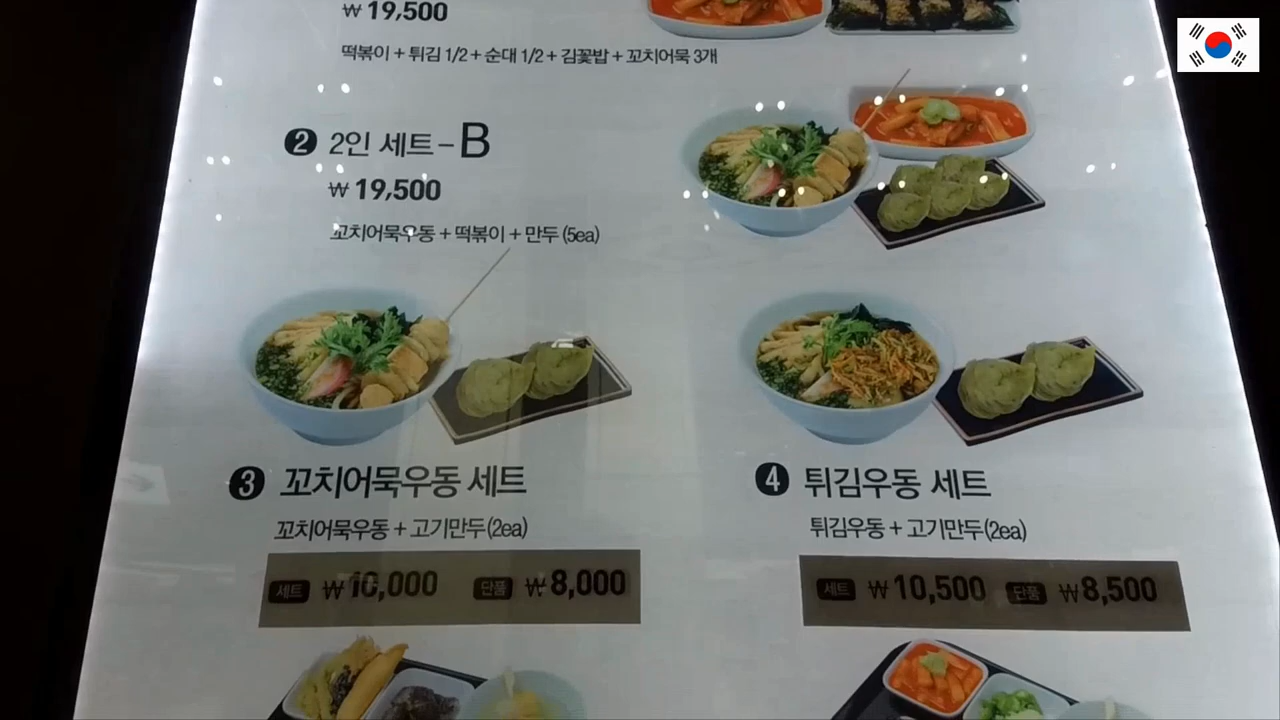 ₩ 19,500
떡볶이 + 튀김 1/2 + 순대 1/2 + 김꽃밥 + 꼬치어묵 3개
2 2인 세트 - B
₩ 19,500
꼬치어묵우동 + 떡볶이 + 만두 (5ea)
3 꼬치어묵우동 세트
꼬치어묵우동 + 고기만두(2ea)
세트 ₩ 10,000 단품 ₩ 8,000
4 튀김우동 세트
튀김우동 + 고기만두(2ea)
세트 ₩ 10,500 단품 ₩ 8,500